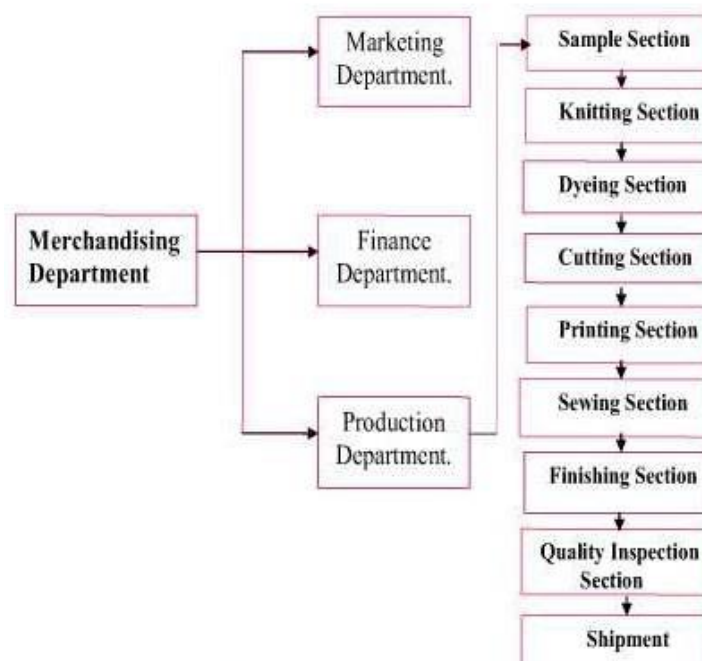 Marketing
Department.
Sample Section
Knitting Section
Dyeing Section
Merchandising
Department
Finance
Department.
Cutting Section
Printing Section
Production
Department.
Sewing Section
Finishing Section
Quality Inspection
Section
Shipment